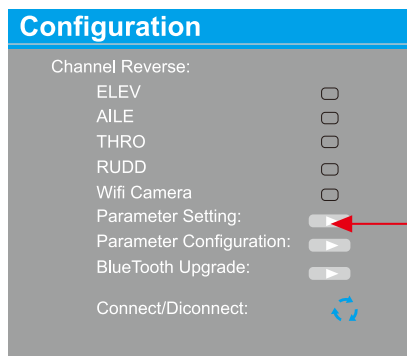 Configuration
Channel Reverse:
ELEV
AILE
THRO
RUDD
Wifi Camera
Parameter Setting:
Parameter Configuration:
BlueTooth Upgrade:
Connect/Diconnect: